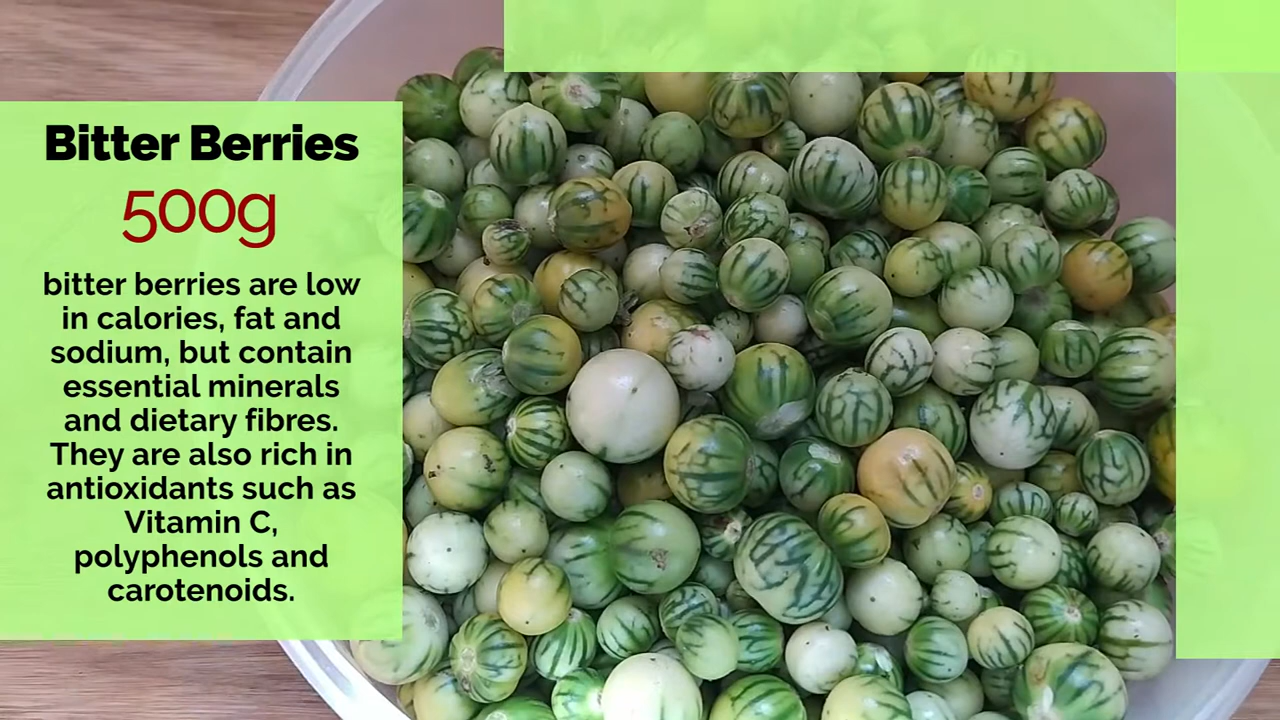 Bitter Berries
500g
bitter berries are low
in calories, fat and
sodium, but contain
essential minerals
and dietary fibres.
They are also rich in
antioxidants such as
Vitamin C,
polyphenols and
carotenoids.